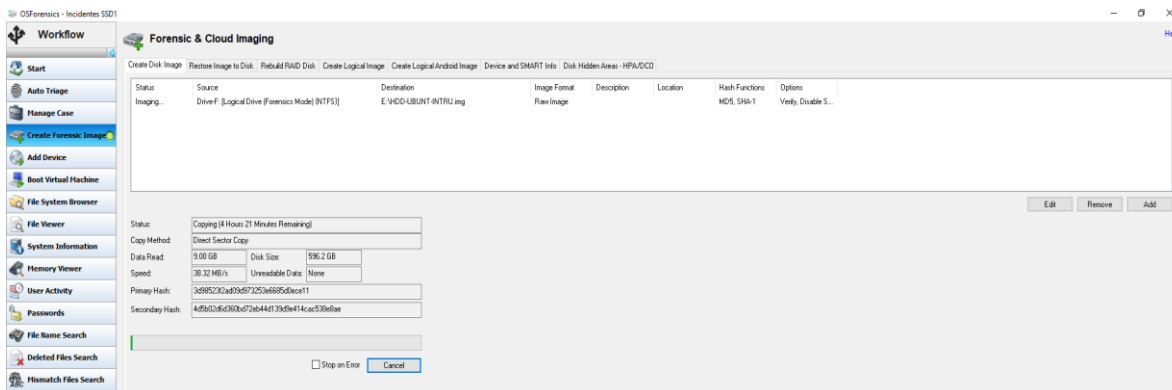 OSForensics - Incidentes SSD1
Workflow
Start
Auto Triage
Manage Case
Create Forensic Image
Add Device
Boot Virtual Machine
File System Browser
File Viewer
System Information
Memory Viewer
User Activity
Passwords
File Name Search
Deleted Files Search
Mismatch Files Search
Forensic & Cloud Imaging
He
Create Disk Image Restore Image to Disk Rebuild RAID Disk Create Logical Image Create Logical Android Image Device and SMART Info Disk Hidden Areas - HPA/DCO
Status Source Destination Image Format Description Location Hash Functions Options
Imaging... Drive-F: [Logical Drive (Forensics Mode) (NTFS)] E:\HDD-UBUNT-INTRU.img Raw Image MD5, SHA-1 Verify, Disable S...
Edit Remove Add
Status: Copying (4 Hours 21 Minutes Remaining)
Copy Method: Direct Sector Copy
Data Read: 9.00 GB Disk Size: 596.2 GB
Speed: 38.32 MB/s Unreadable Data: None
Primary Hash:
Secondary Hash:
Stop on Error Cancel